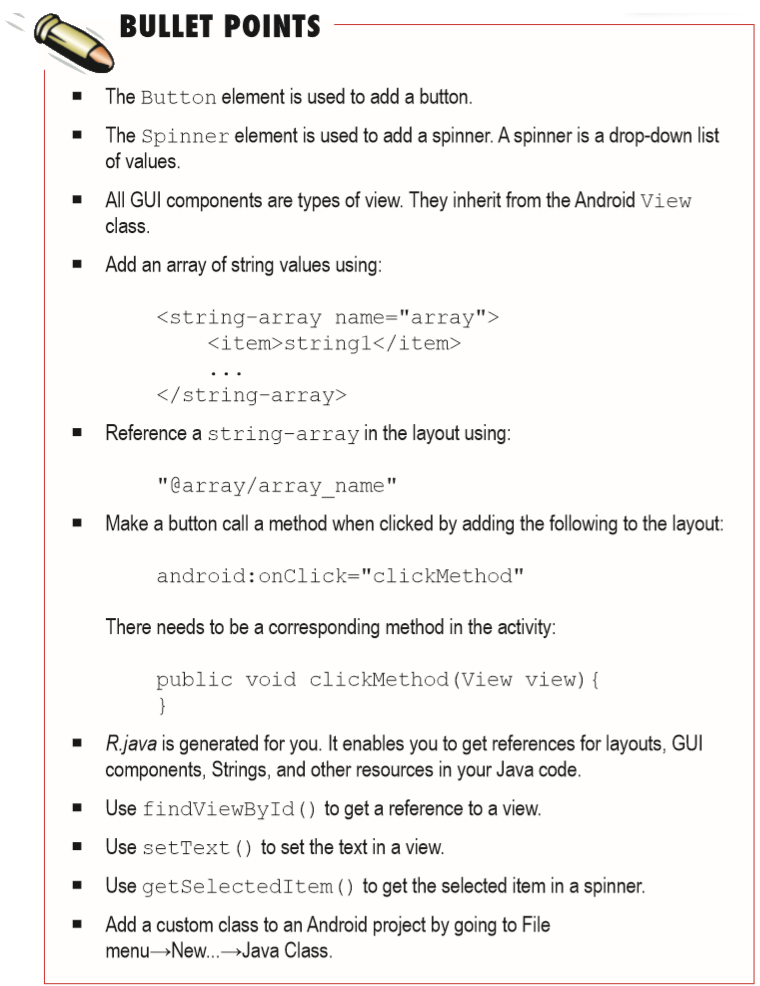 BULLET POINTS
■ The Button element is used to add a button.
■ The Spinner element is used to add a spinner. A spinner is a drop-down list
of values.
■ All GUI components are types of view. They inherit from the Android View
class.
■ Add an array of string values using:
<string-array name="array">
<item>string1</item>
...
</string-array>
■ Reference a string-array in the layout using:
"@array/array_name"
■ Make a button call a method when clicked by adding the following to the layout:
android:onClick="clickMethod"
There needs to be a corresponding method in the activity:
public void clickMethod(View view){
}
■ R.java is generated for you. It enables you to get references for layouts, GUI
components, Strings, and other resources in your Java code.
■ Use findViewById() to get a reference to a view.
■ Use setText() to set the text in a view.
■ Use getSelectedItem() to get the selected item in a spinner.
■ Add a custom class to an Android project by going to File
menu→New...→Java Class.